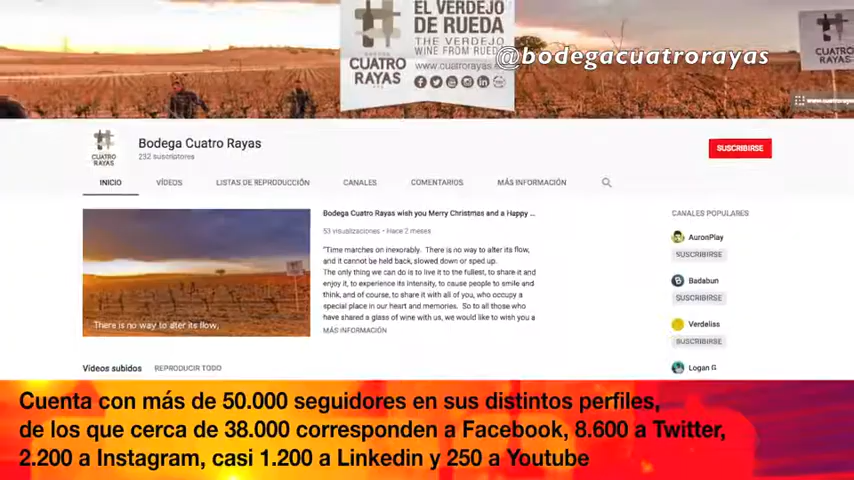 EL VERDEJO
DE RUEDA
THE VERDEJO
WINE FROM RUEDA
BODEGA
CUATRO
RAYAS
www.cuatrorayas
@bodegacuatrorayas
CUATRO
RAYAS
www.cuatrorayas
CUATRO
RAYAS
Bodega Cuatro Rayas
232 suscriptores
SUSCRIBIRSE
INICIO VÍDEOS LISTAS DE REPRODUCCIÓN CANALES COMENTARIOS MÁS INFORMACIÓN
There is no way to alter its flow,
Bodega Cuatro Rayas wish you Merry Christmas and a Happy ...
53 visualizaciones • Hace 2 meses
"Time marches on inexorably. There is no way to alter its flow,
and it cannot be held back, slowed down or sped up.
The only thing we can do is to live it to the fullest, to share it and
enjoy it, to experience its intensity, to cause people to smile and
think, and of course, to share it with all of you, who occupy a
special place in our heart and memories. So to all those who
have shared a glass of wine with us, we would like to wish you a
MÁS INFORMACIÓN
CANALES POPULARES
AuronPlay
SUSCRIBIRSE
Badabun
SUSCRIBIRSE
Verdeliss
SUSCRIBIRSE
Logan G
Vídeos subidos REPRODUCIR TODO
Cuenta con más de 50.000 seguidores en sus distintos perfiles,
de los que cerca de 38.000 corresponden a Facebook, 8.600 a Twitter,
2.200 a Instagram, casi 1.200 a Linkedin y 250 a Youtube